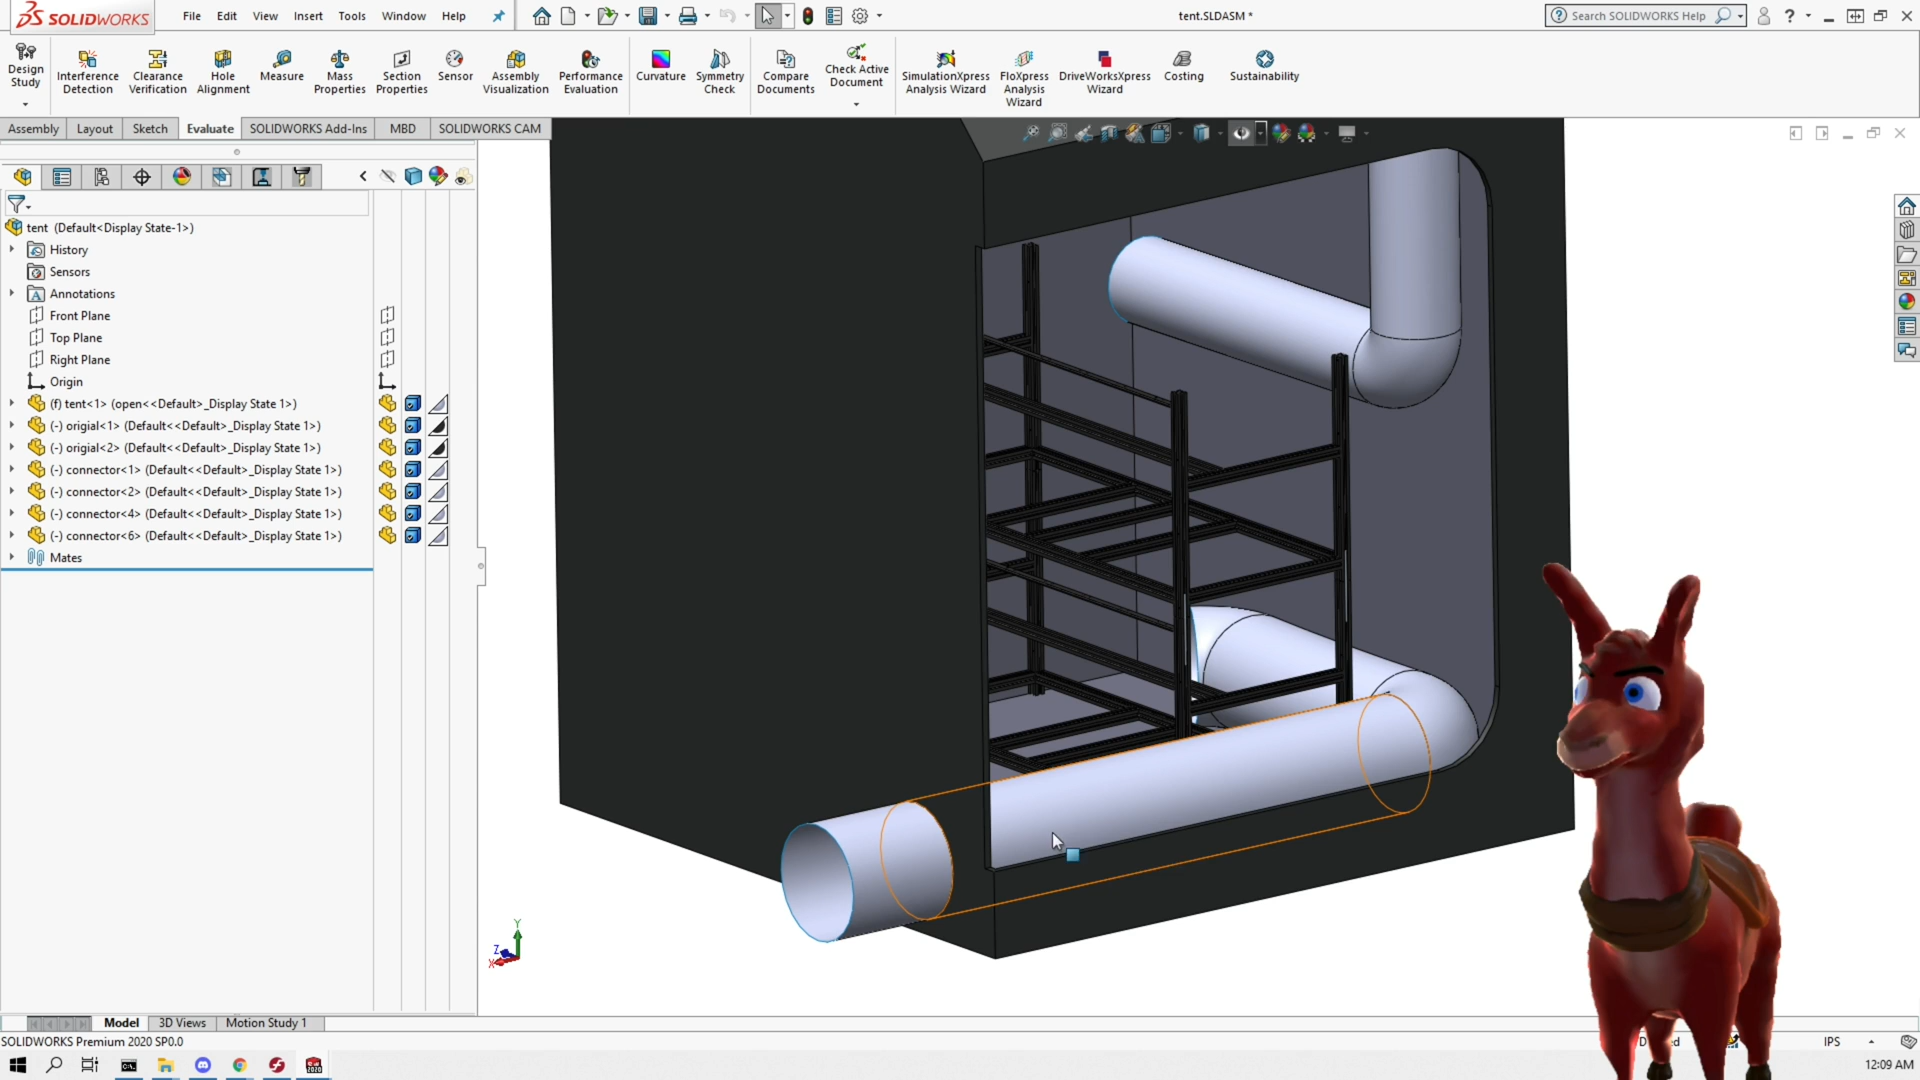 SOLIDWORKS
File Edit View Insert Tools Window Help
tent.SLDASM *
Search SOLIDWORKS Help
Design Study
Interference Detection
Clearance Verification
Hole Alignment
Measure
Mass Properties
Section Properties
Sensor
Assembly Visualization
Performance Evaluation
Curvature
Symmetry Check
Compare Documents
Check Active Document
SimulationXpress Analysis Wizard
FloXpress Analysis Wizard
DriveWorksXpress Wizard
Costing
Sustainability
Assembly Layout Sketch Evaluate SOLIDWORKS Add-Ins MBD SOLIDWORKS CAM
tent (Default<Display State-1>)
History
Sensors
Annotations
Front Plane
Top Plane
Right Plane
Origin
(f) tent<1> (open<<Default>_Display State 1>)
(-) origial<1> (Default<<Default>_Display State 1>)
(-) origial<2> (Default<<Default>_Display State 1>)
(-) connector<1> (Default<<Default>_Display State 1>)
(-) connector<2> (Default<<Default>_Display State 1>)
(-) connector<4> (Default<<Default>_Display State 1>)
(-) connector<6> (Default<<Default>_Display State 1>)
Mates
Y
Z
X
Model 3D Views Motion Study 1
SOLIDWORKS Premium 2020 SP0.0
IPS
12:09 AM